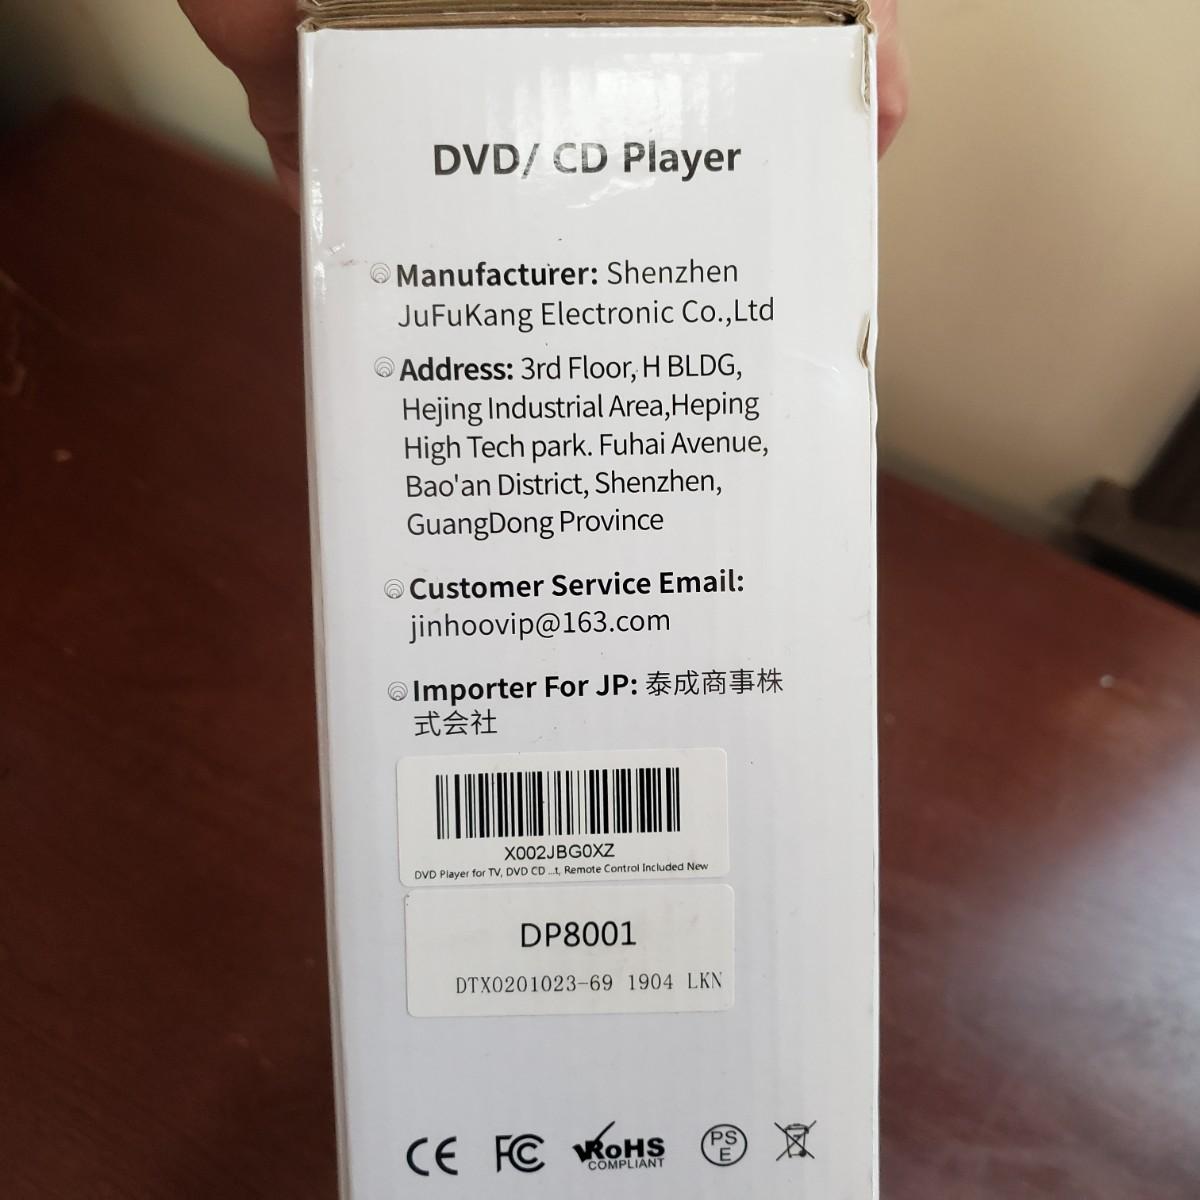 DVD/ CD Player
Manufacturer: Shenzhen
JuFuKang Electronic Co.,Ltd
Address: 3rd Floor, H BLDG,
Hejing Industrial Area,Heping
High Tech park. Fuhai Avenue,
Bao'an District, Shenzhen,
GuangDong Province
Customer Service Email:
jinhoovip@163.com
Importer For JP: 泰成商事株
式会社
X002JBG0XZ
DVD Player for TV, DVD CD ...t, Remote Control Included New
DP8001
DTX0201023-69 1904 LKN
CE FC RoHS PS
COMPLIANT E